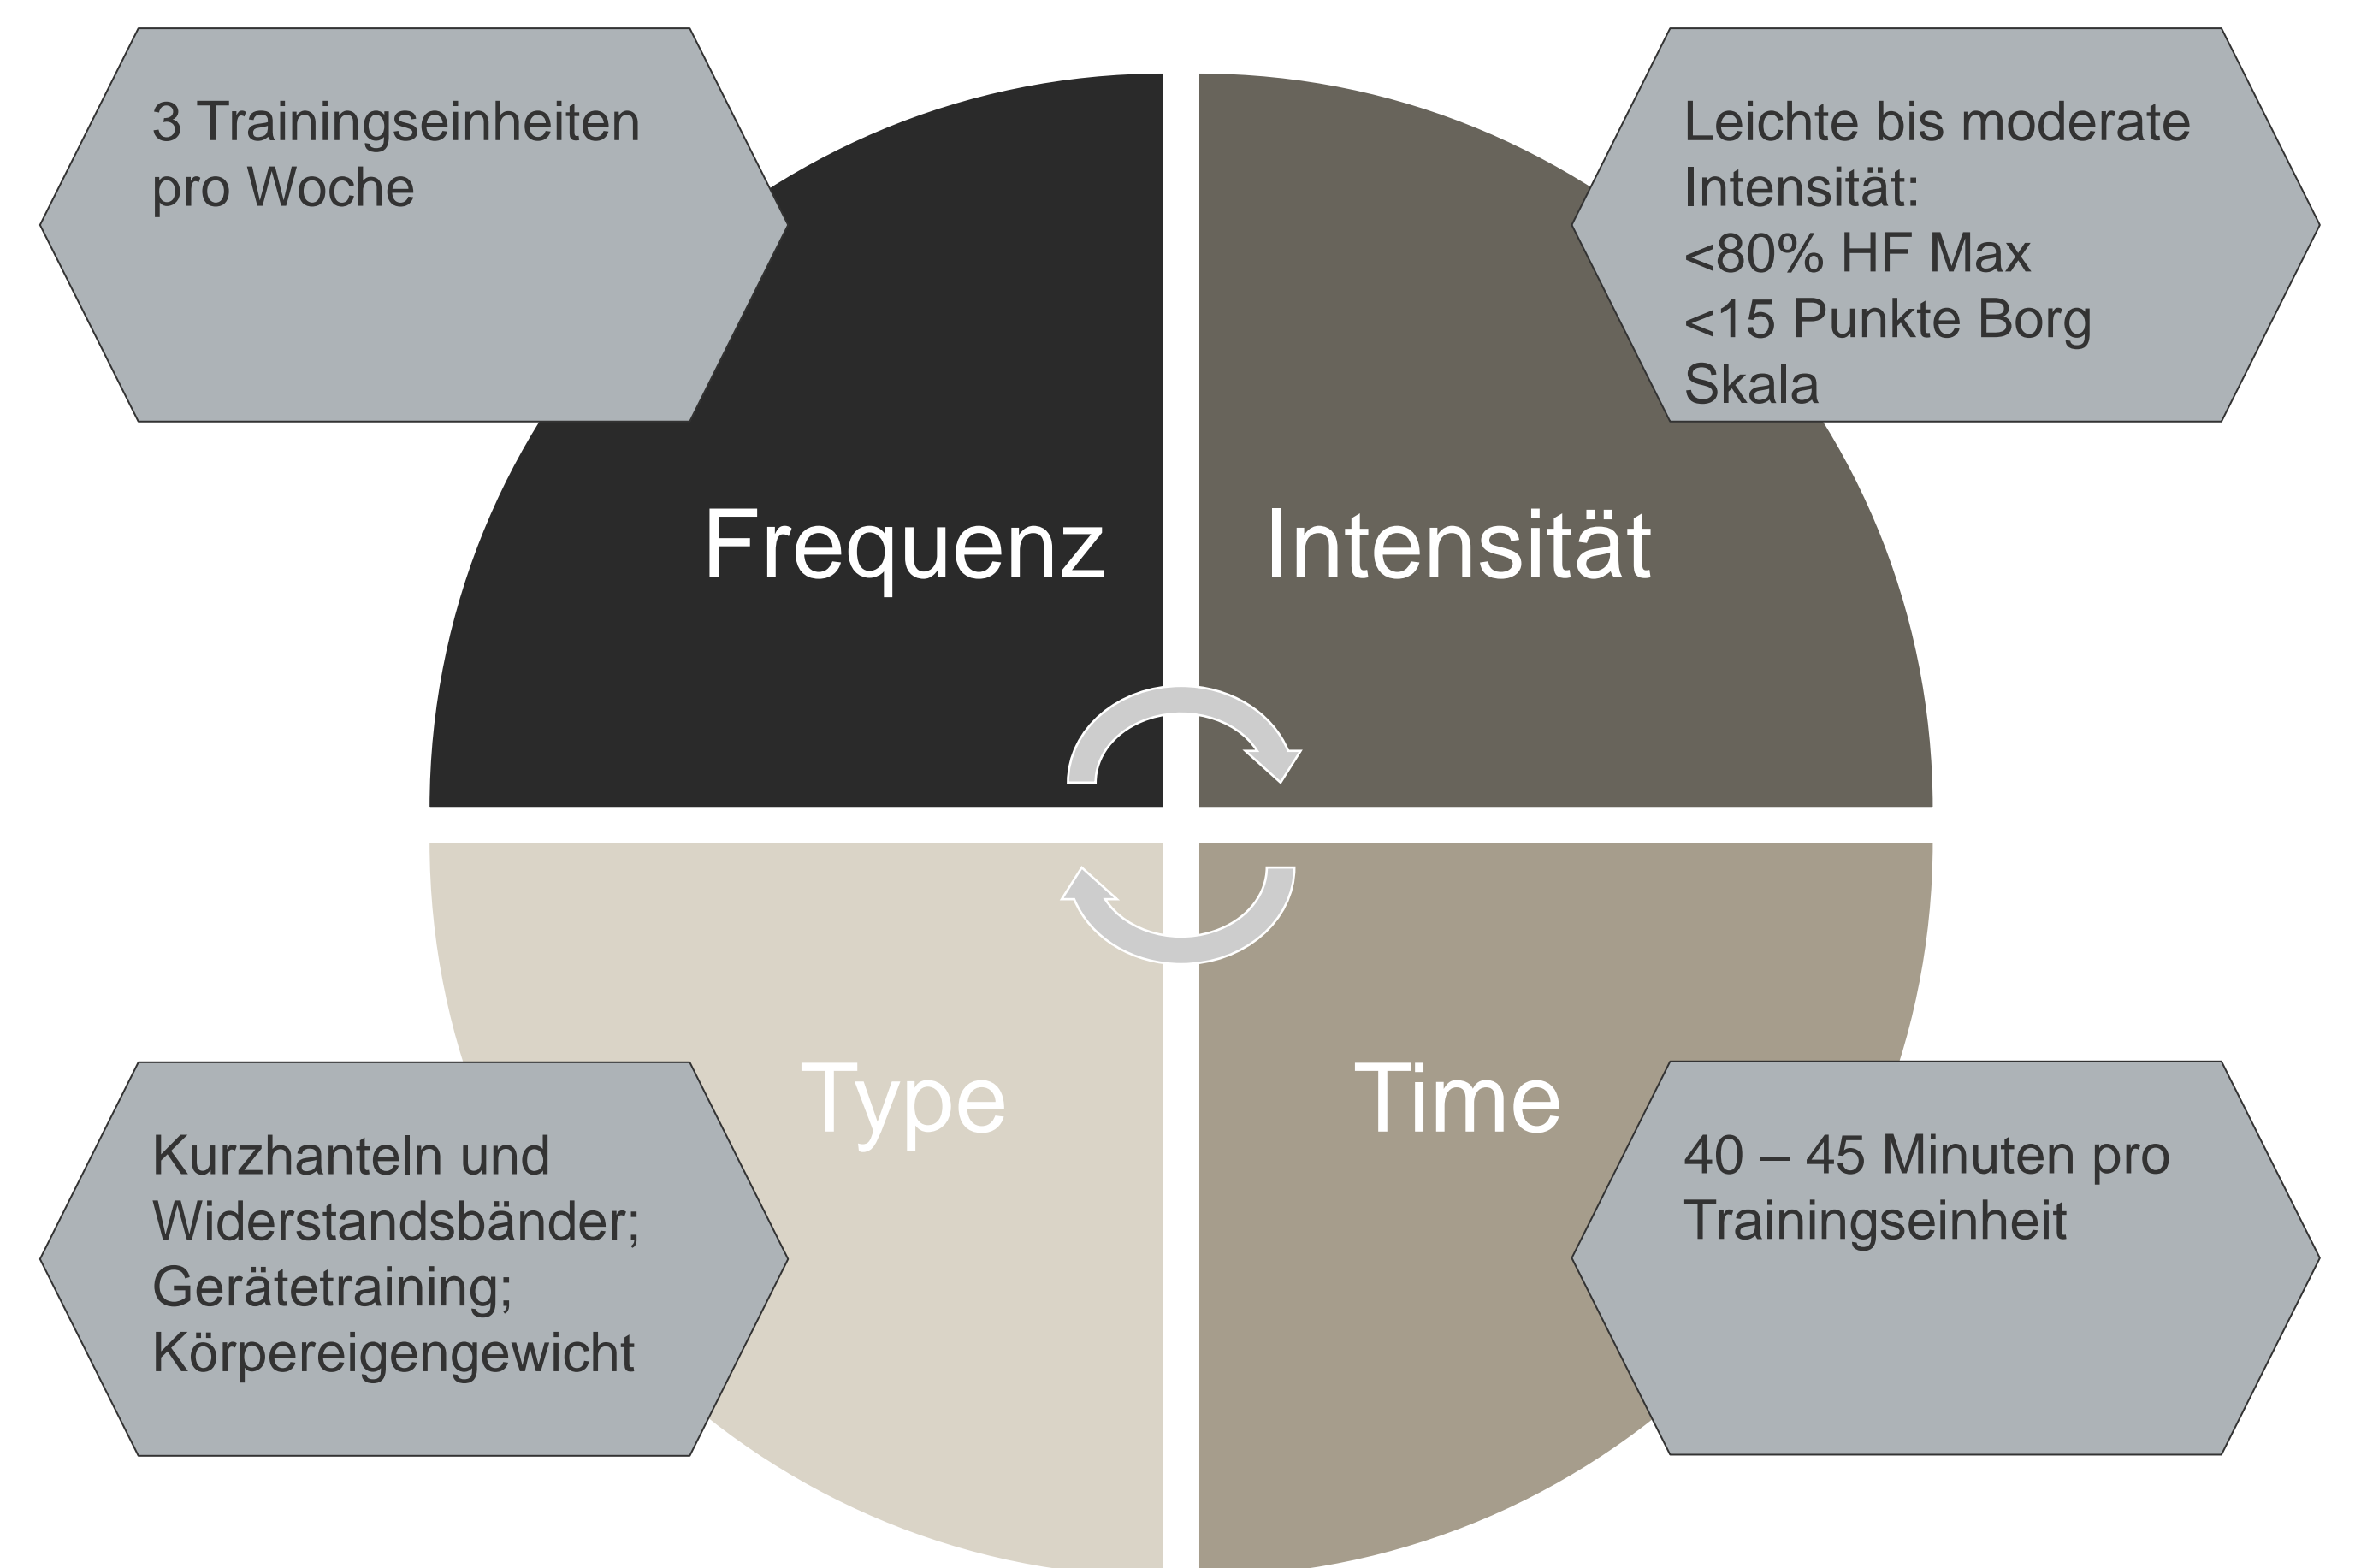 3 Trainingseinheiten
pro Woche
Leichte bis moderate
Intensität:
<80% HF Max
<15 Punkte Borg
Skala
Frequenz
Intensität
Type
Time
Kurzhanteln und
Widerstandsbänder;
Gerätetraining;
Körpereigengewicht
40 – 45 Minuten pro
Trainingseinheit